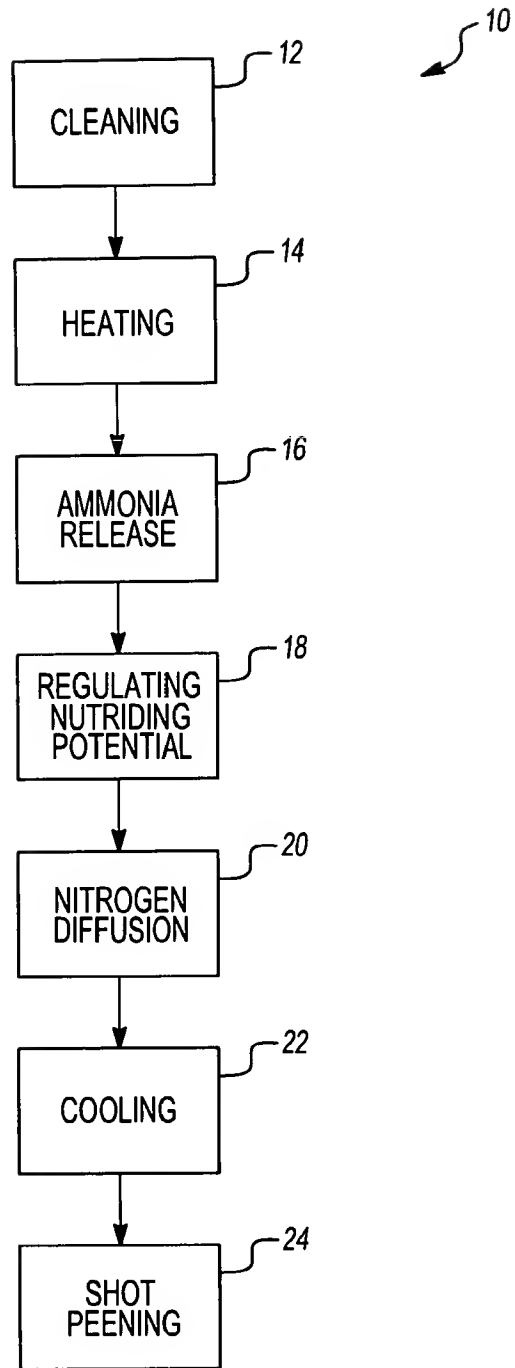 10
12
CLEANING
14
HEATING
16
AMMONIA
RELEASE
18
REGULATING
NUTRIDING
POTENTIAL
20
NITROGEN
DIFFUSION
22
COOLING
24
SHOT
PEENING